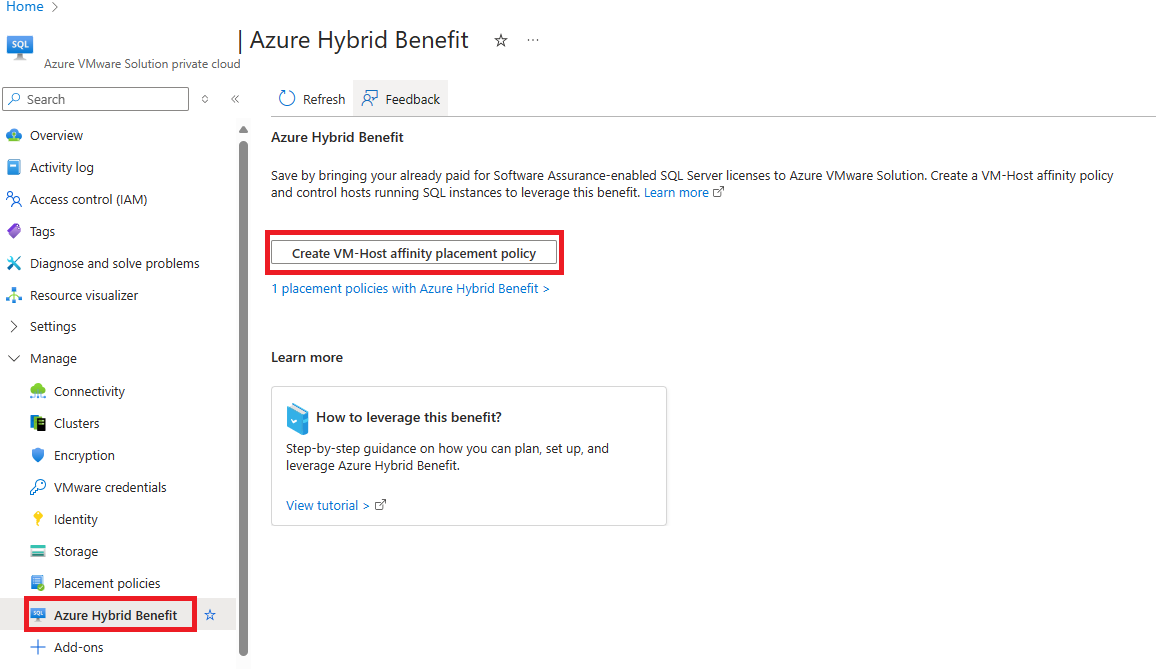 Home
SQL
Azure Hybrid Benefit
Azure VMware Solution private cloud
Search
Refresh
Feedback
Overview
Activity log
Access control (IAM)
Tags
Diagnose and solve problems
Resource visualizer
Settings
Manage
Connectivity
Clusters
Encryption
VMware credentials
Identity
Storage
Placement policies
SQL
Azure Hybrid Benefit
Add-ons
Azure Hybrid Benefit
Save by bringing your already paid for Software Assurance-enabled SQL Server licenses to Azure VMware Solution. Create a VM-Host affinity policy
and control hosts running SQL instances to leverage this benefit. Learn more
Create VM-Host affinity placement policy
1 placement policies with Azure Hybrid Benefit >
Learn more
How to leverage this benefit?
Step-by-step guidance on how you can plan, set up, and
leverage Azure Hybrid Benefit.
View tutorial >